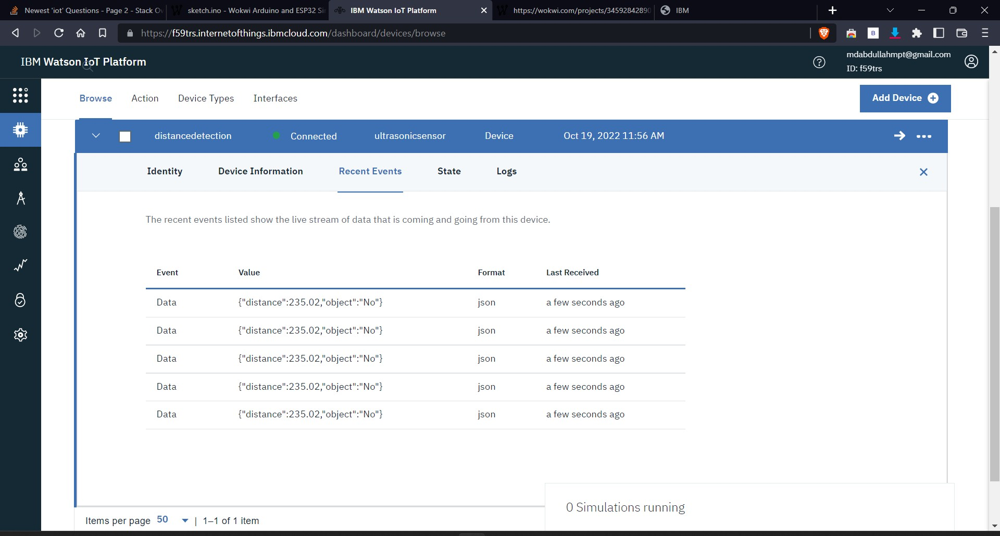 Newest 'iot' Questions - Page 2 - Stack Ov
sketch.ino - Wokwi Arduino and ESP32 Si
IBM Watson IoT Platform
https://wokwi.com/projects/34592842890
IBM
https://f59trs.internetofthings.ibmcloud.com/dashboard/devices/browse
IBM Watson IoT Platform
mdabdullahmpt@gmail.com
ID: f59trs
Browse
Action
Device Types
Interfaces
Add Device
distancedetection
Connected
ultrasonicsensor
Device
Oct 19, 2022 11:56 AM
Identity
Device Information
Recent Events
State
Logs
The recent events listed show the live stream of data that is coming and going from this device.
Event Value Format Last Received
Data {"distance":235.02,"object":"No"} json a few seconds ago
Data {"distance":235.02,"object":"No"} json a few seconds ago
Data {"distance":235.02,"object":"No"} json a few seconds ago
Data {"distance":235.02,"object":"No"} json a few seconds ago
Data {"distance":235.02,"object":"No"} json a few seconds ago
0 Simulations running
Items per page 50 | 1–1 of 1 item